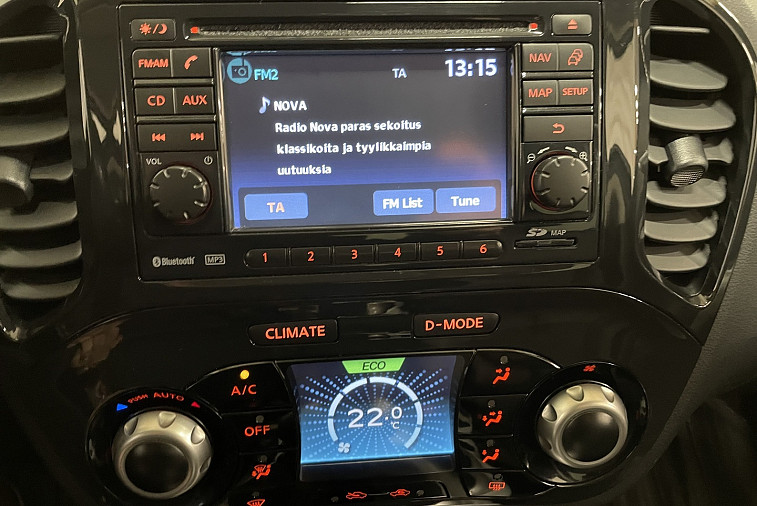 FM2 TA 13:15
NOVA
Radio Nova paras sekoitus
klassikoita ja tyylikkäimpia
uutuuksia
TA FM List Tune
FM·AM
CD AUX
VOL
NAV
MAP SETUP
Bluetooth MP3
1 2 3 4 5 6
SD MAP
CLIMATE D-MODE
ECO
A/C
PUSH AUTO
22.0 °C
OFF